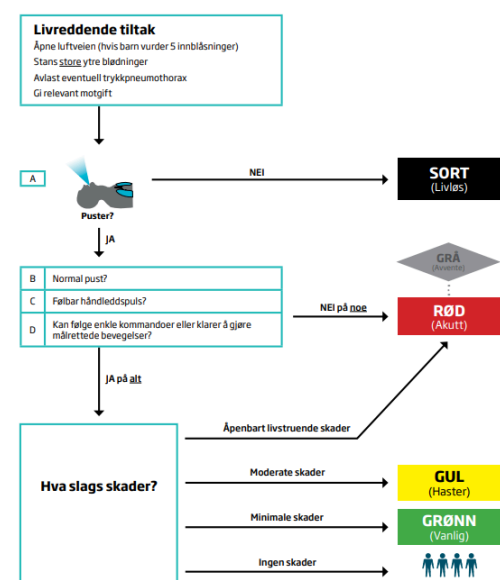 Livreddende tiltak
Åpne luftveien (hvis barn vurder 5 innblåsninger)
Stans store ytre blødninger
Avlast eventuell trykkpneumothorax
Gi relevant motgift
A
Puster?
NEI
SORT
(Livløs)
JA
GRÅ
(Avvente)
B Normal pust?
C Følbar håndleddspuls?
D Kan følge enkle kommandoer eller klarer å gjøre
målrettede bevegelser?
NEI på noe
RØD
(Akutt)
JA på alt
Åpenbart livstruende skader
Hva slags skader?
Moderate skader
GUL
(Haster)
Minimale skader
GRØNN
(Vanlig)
Ingen skader